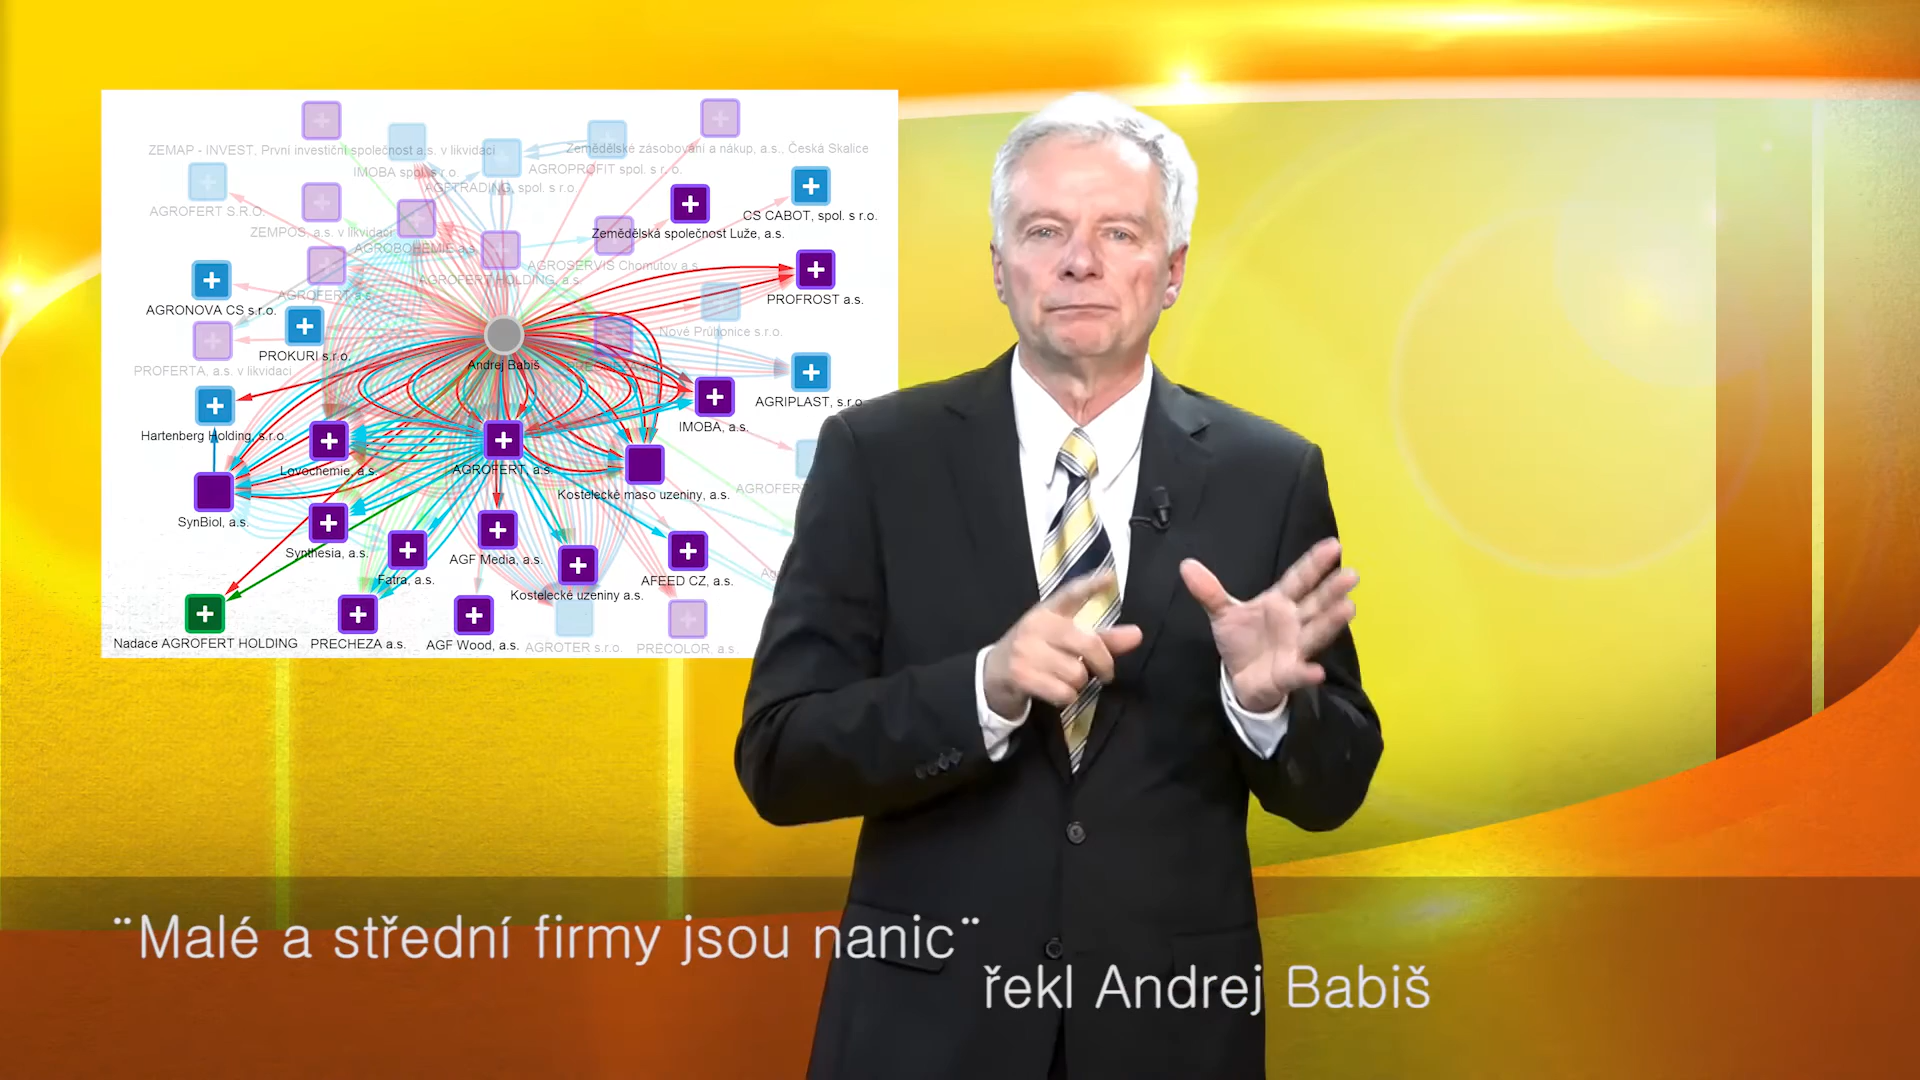 ZEMAP - INVEST, První investiční společnost a.s. v likvidaci
Zemědělské zásobování a nákup, a.s., Česká Skalice
IMOBA spol. s r.o.
AGROPROFIT spol. s r. o.
AGFTRADING, spol. s r.o.
AGROFERT S.R.O.
CS CABOT, spol. s r.o.
ZEMPOS, a.s. v likvidaci
Zemědělská společnost Luže, a.s.
AGROBOHEMIE a.s.
AGROSERVIS Chomutov a.s.
AGROFERT HOLDING, a.s.
AGROFERT a.s.
PROFROST a.s.
AGRONOVA CS s.r.o.
Nové Průhonice s.r.o.
PROKURI s.r.o.
Andrej Babiš
PROFERTA, a.s. v likvidaci
AGRIPLAST, s.r.o.
IMOBA, a.s.
Hartenberg Holding, s.r.o.
Lovochemie, a.s.
AGROFERT, a.s.
AGROFERT
Kostelecké maso uzeniny, a.s.
SynBiol, a.s.
Synthesia, a.s.
AGF Media, a.s.
Fatra, a.s.
AFEED CZ, a.s.
Kostelecké uzeniny a.s.
Nadace AGROFERT HOLDING
PRECHEZA a.s.
AGF Wood, a.s.
AGROTER s.r.o.
PRECOLOR, a.s.
¨Malé a střední firmy jsou nanic¨
řekl Andrej Babiš